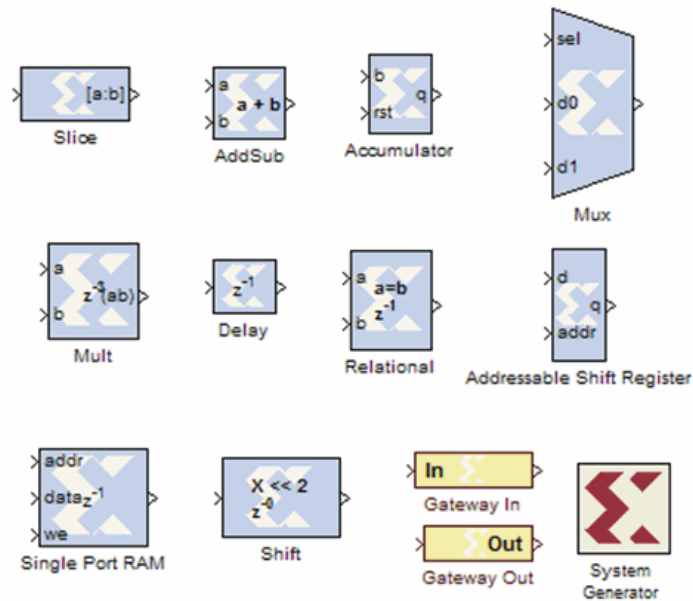 [a:b]
Slice
a
b
a + b
AddSub
b
rst
q
Accumulator
sel
d0
d1
Mux
a
b
z⁻³(ab)
Mult
z⁻¹
Delay
a
b
a=b
z⁻¹
Relational
d
addr
q
Addressable Shift Register
addr
data
we
z⁻¹
Single Port RAM
X << 2
z⁻⁰
Shift
In
Gateway In
Out
Gateway Out
System
Generator